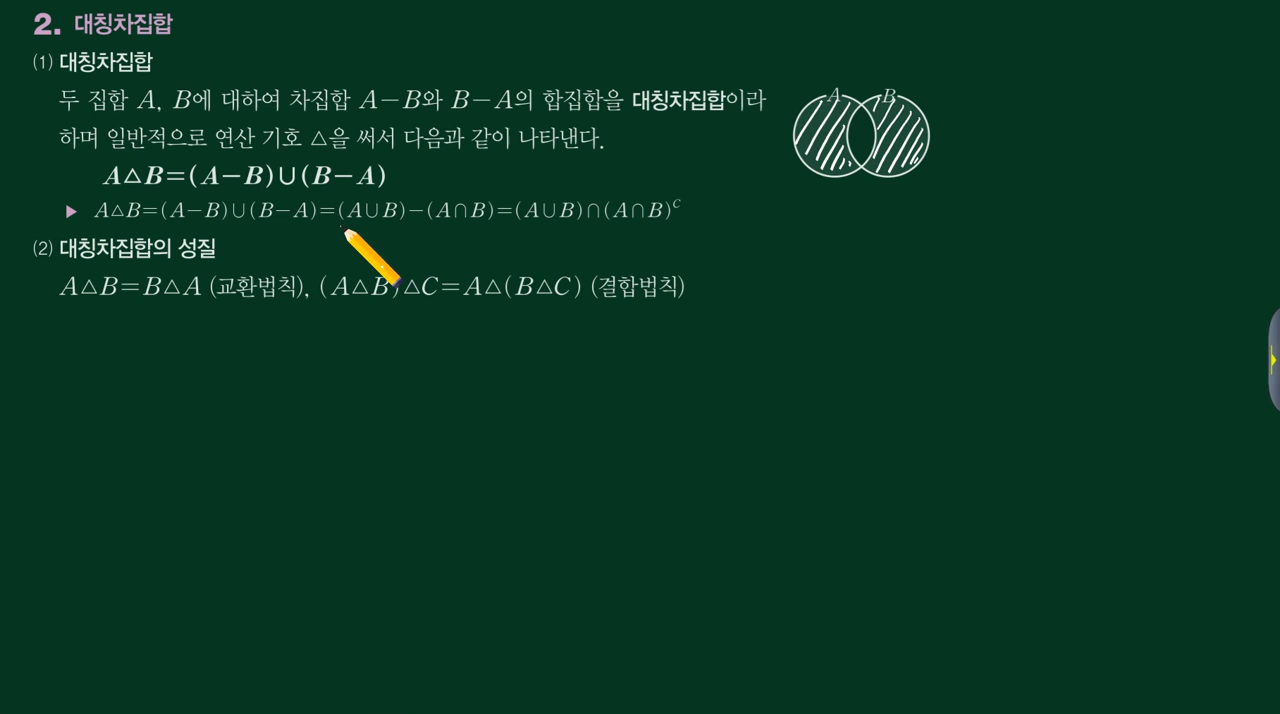 2. 대칭차집합
(1) 대칭차집합
두 집합 A, B에 대하여 차집합 A−B와 B−A의 합집합을 대칭차집합이라
하며 일반적으로 연산 기호 △을 써서 다음과 같이 나타낸다.
A△B=(A−B)∪(B−A)
▶ A△B=(A−B)∪(B−A)=(A∪B)−(A∩B)=(A∪B)∩(A∩B)ᶜ
(2) 대칭차집합의 성질
A△B=B△A (교환법칙), (A△B)△C=A△(B△C) (결합법칙)
A B